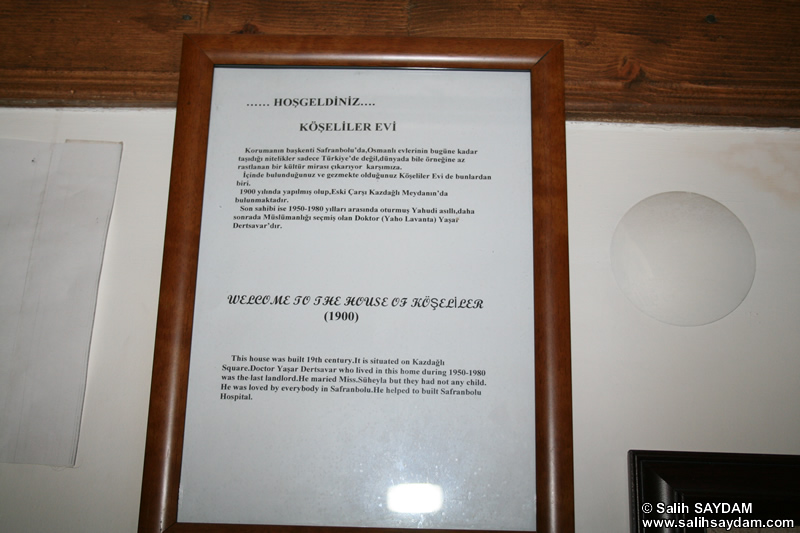 ...... HOŞGELDİNİZ....
KÖŞELİLER EVİ
Korumanın başkenti Safranbolu'da,Osmanlı evlerinin bugüne kadar
taşıdığı nitelikler sadece Türkiye'de değil,dünyada bile örneğine az
rastlanan bir kültür mirası çıkarıyor karşımıza.
İçinde bulunduğunuz ve gezmekte olduğunuz Köşeliler Evi de bunlardan
biri.
1900 yılında yapılmış olup,Eski Çarşı Kazdağlı Meydanın'da
bulunmaktadır.
Son sahibi ise 1950-1980 yılları arasında oturmuş Yahudi asıllı,daha
sonrada Müslümanlığı seçmiş olan Doktor (Yaho Lavanta) Yaşar
Dertsavar'dır.
WELCOME TO THE HOUSE OF KÖŞELİLER
(1900)
This house was built 19th century.It is situated on Kazdağlı
Square.Doctor Yaşar Dertsavar who lived in this home during 1950-1980
was the last landlord.He maried Miss.Süheyla but they had not any child.
He was loved by everybody in Safranbolu.He helped to built Safranbolu
Hospital.
© Salih SAYDAM
www.salihsaydam.com